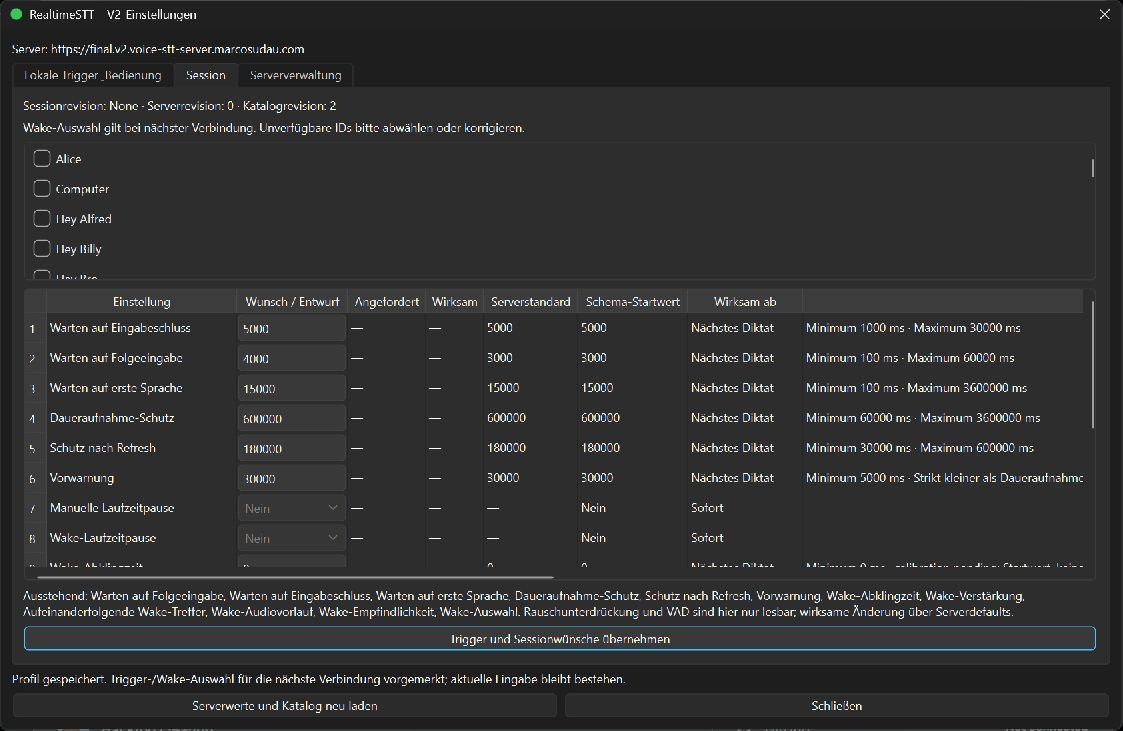 RealtimeSTT V2 Einstellungen
Server: https://final.v2.voice-stt-server.marcosudau.com
Lokale Trigger_Bedienung Session Serververwaltung
Sessionrevision: None · Serverrevision: 0 · Katalogrevision: 2
Wake-Auswahl gilt bei nächster Verbindung. Unverfügbare IDs bitte abwählen oder korrigieren.
Alice
Computer
Hey Alfred
Hey Billy
Einstellung Wunsch / Entwurf Angefordert Wirksam Serverstandard Schema-Startwert Wirksam ab
1 Warten auf Eingabeschluss 5000 — — 5000 5000 Nächstes Diktat Minimum 1000 ms · Maximum 30000 ms
2 Warten auf Folgeeingabe 4000 — — 3000 3000 Nächstes Diktat Minimum 100 ms · Maximum 60000 ms
3 Warten auf erste Sprache 15000 — — 15000 15000 Nächstes Diktat Minimum 100 ms · Maximum 3600000 ms
4 Daueraufnahme-Schutz 600000 — — 600000 600000 Nächstes Diktat Minimum 60000 ms · Maximum 3600000 ms
5 Schutz nach Refresh 180000 — — 180000 180000 Nächstes Diktat Minimum 30000 ms · Maximum 600000 ms
6 Vorwarnung 30000 — — 30000 30000 Nächstes Diktat Minimum 5000 ms · Strikt kleiner als Daueraufnahme
7 Manuelle Laufzeitpause Nein — — — Nein Sofort
8 Wake-Laufzeitpause Nein — — — Nein Sofort
Ausstehend: Warten auf Folgeeingabe, Warten auf Eingabeschluss, Warten auf erste Sprache, Daueraufnahme-Schutz, Schutz nach Refresh, Vorwarnung, Wake-Abklingzeit, Wake-Verstärkung,
Aufeinanderfolgende Wake-Treffer, Wake-Audiovorlauf, Wake-Empfindlichkeit, Wake-Auswahl. Rauschunterdrückung und VAD sind hier nur lesbar; wirksame Änderung über Serverdefaults.
Trigger und Sessionwünsche übernehmen
Profil gespeichert. Trigger-/Wake-Auswahl für die nächste Verbindung vorgemerkt; aktuelle Eingabe bleibt bestehen.
Serverwerte und Katalog neu laden Schließen